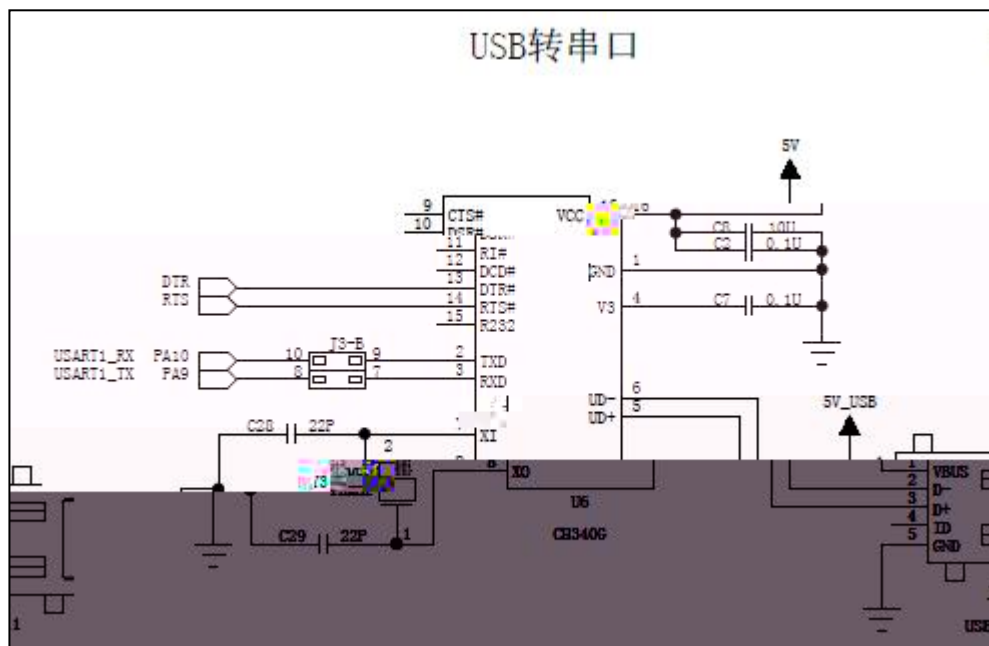 USB转串口
5V
9 CTS# VCC
10
C8 10U
11 RI# C2 0.1U
12 DCD# GND 1
DTR 13 DTR#
RTS 14 RTS# V3 4 C7 0.1U
15 R232
J3-B
USART1_RX PA10 10 9 2 TXD
USART1_TX PA9 8 7 3 RXD
UD- 6
UD+ 5
5V_USB
C28 22P XI
2
8 XO 1 VBUS
2 D-
U6 3 D+
4 ID
C29 22P 1 CH340G 5 GND
1